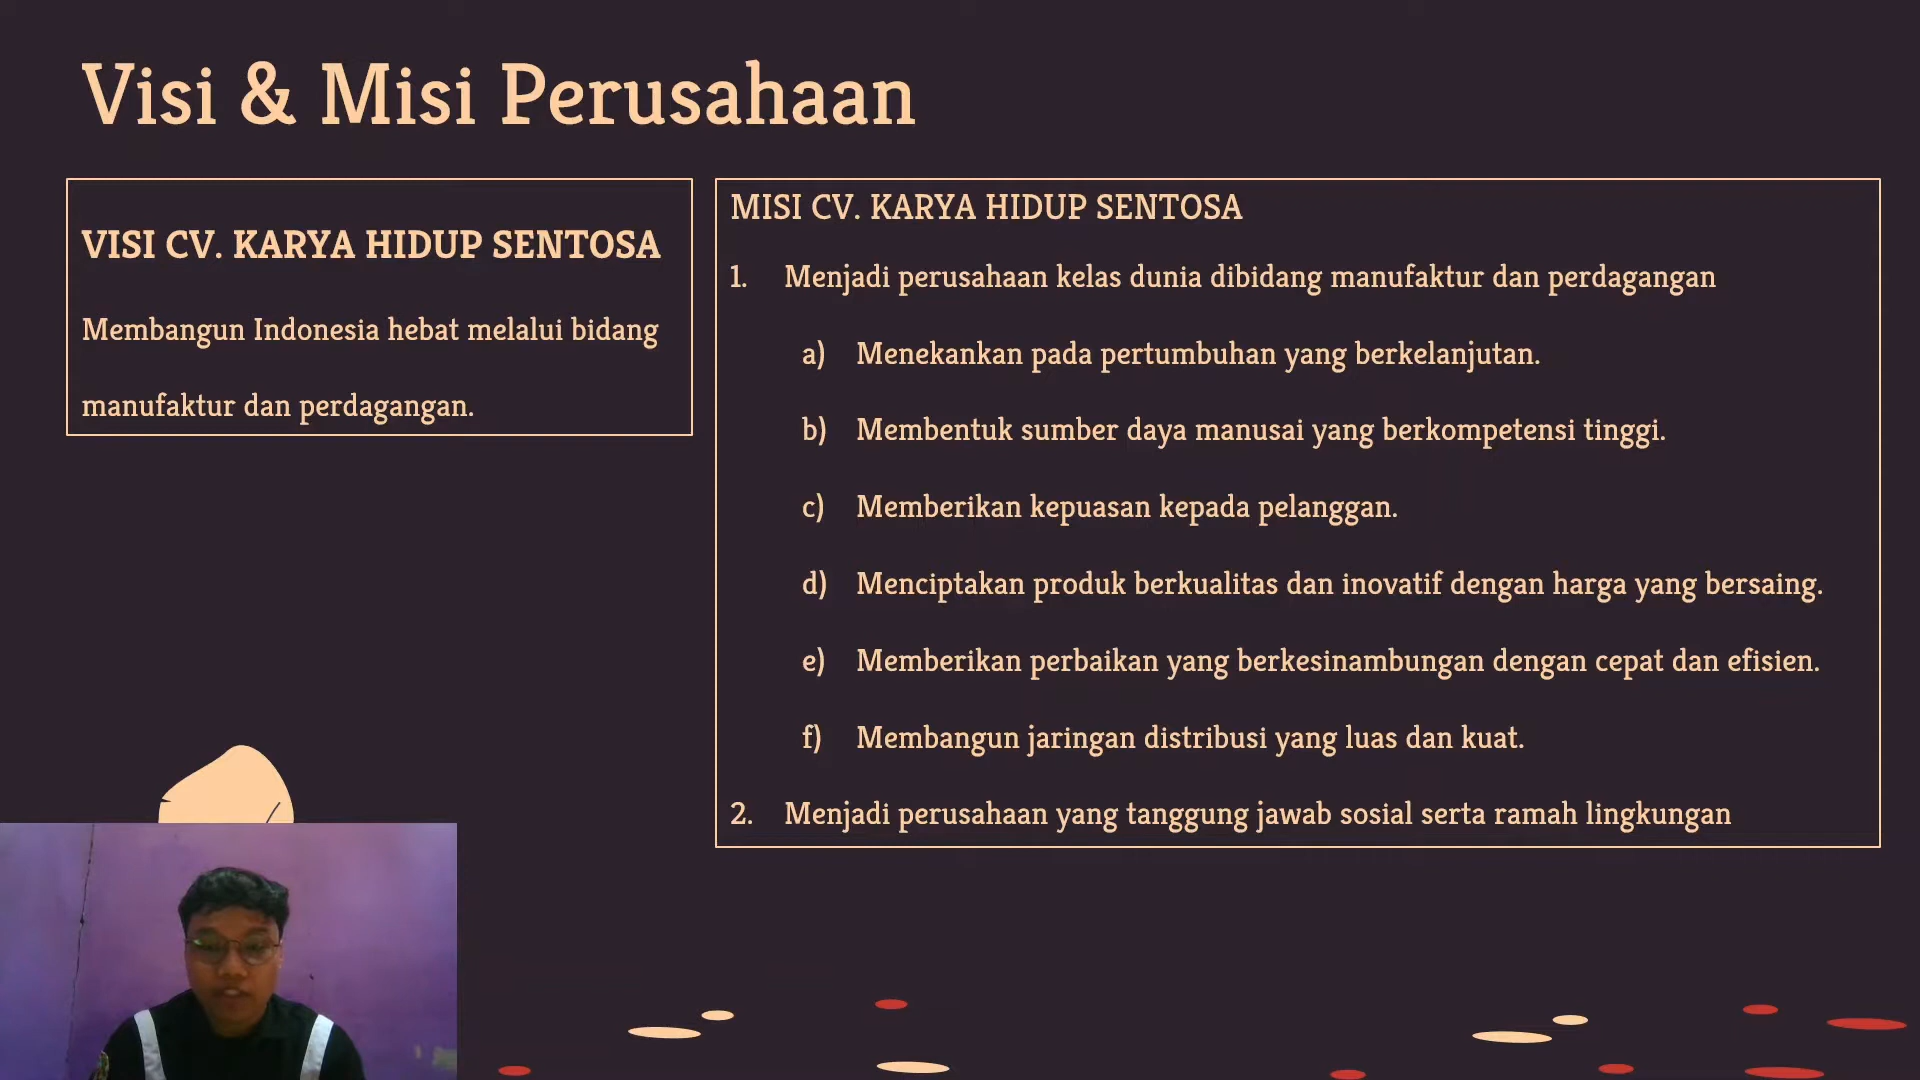 Visi & Misi Perusahaan
VISI CV. KARYA HIDUP SENTOSA
Membangun Indonesia hebat melalui bidang
manufaktur dan perdagangan.
MISI CV. KARYA HIDUP SENTOSA
1. Menjadi perusahaan kelas dunia dibidang manufaktur dan perdagangan
a) Menekankan pada pertumbuhan yang berkelanjutan.
b) Membentuk sumber daya manusai yang berkompetensi tinggi.
c) Memberikan kepuasan kepada pelanggan.
d) Menciptakan produk berkualitas dan inovatif dengan harga yang bersaing.
e) Memberikan perbaikan yang berkesinambungan dengan cepat dan efisien.
f) Membangun jaringan distribusi yang luas dan kuat.
2. Menjadi perusahaan yang tanggung jawab sosial serta ramah lingkungan